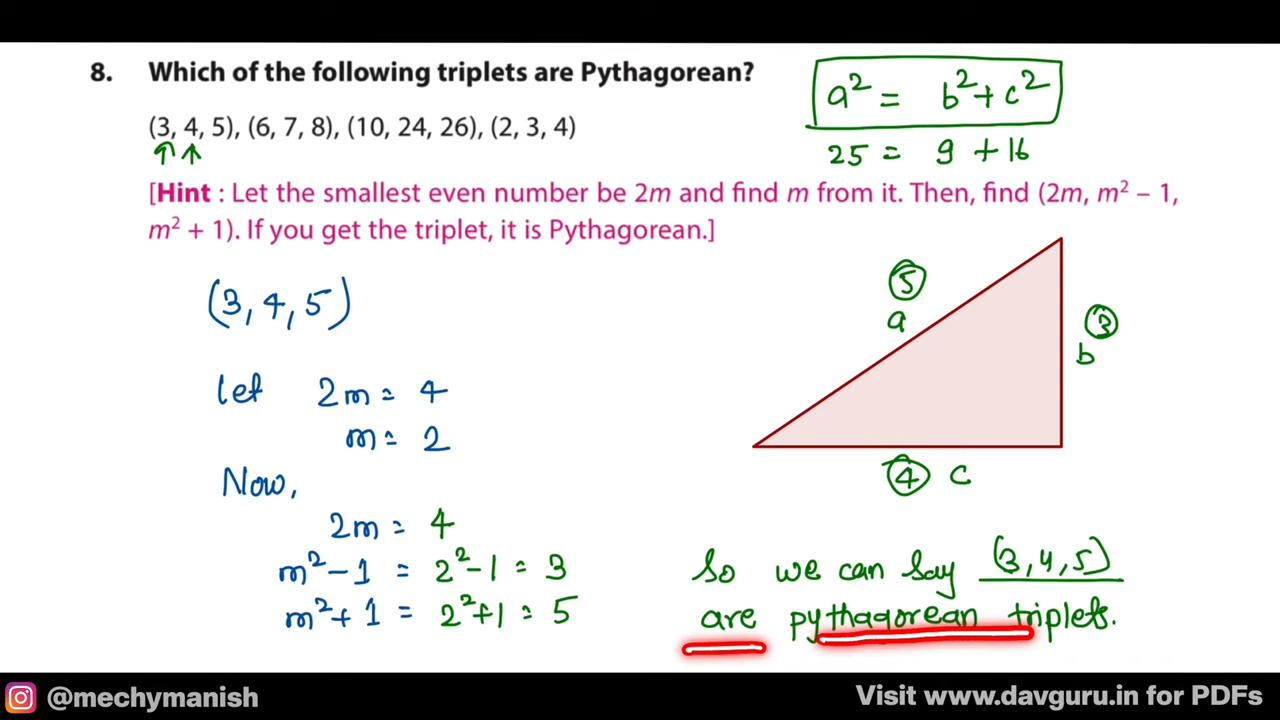 8. Which of the following triplets are Pythagorean?
a² = b² + c²
(3, 4, 5), (6, 7, 8), (10, 24, 26), (2, 3, 4)
25 = 9 + 16
[Hint : Let the smallest even number be 2m and find m from it. Then, find (2m, m² – 1,
m² + 1). If you get the triplet, it is Pythagorean.]
(3, 4, 5)
let 2m = 4
m = 2
Now,
2m = 4
m² – 1 = 2² – 1 = 3
m² + 1 = 2² + 1 = 5
5
a
3
b
4 c
So we can say (3, 4, 5)
are pythagorean triplets.
@mechymanish
Visit www.davguru.in for PDFs